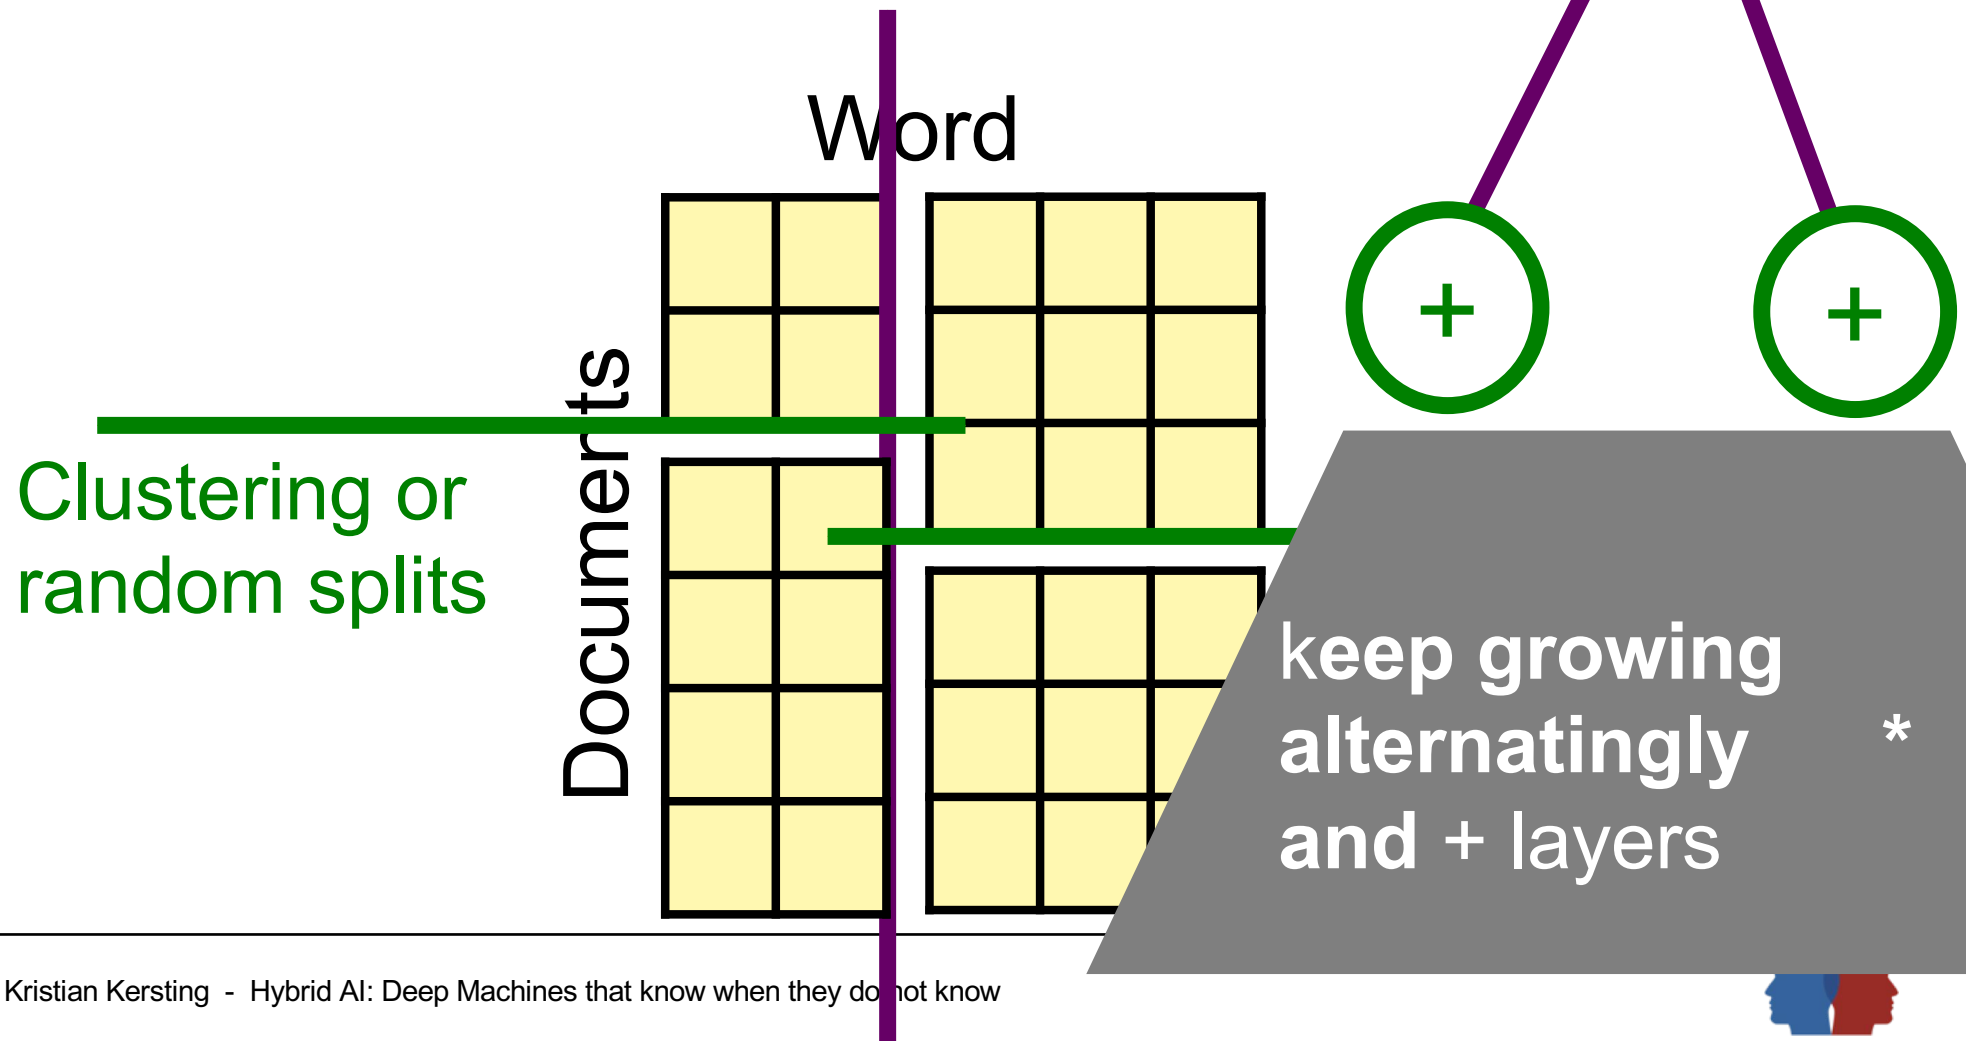 Word
Documents
+
+
Clustering or
random splits
keep growing
alternatingly *
and + layers
Kristian Kersting - Hybrid AI: Deep Machines that know when they do not know